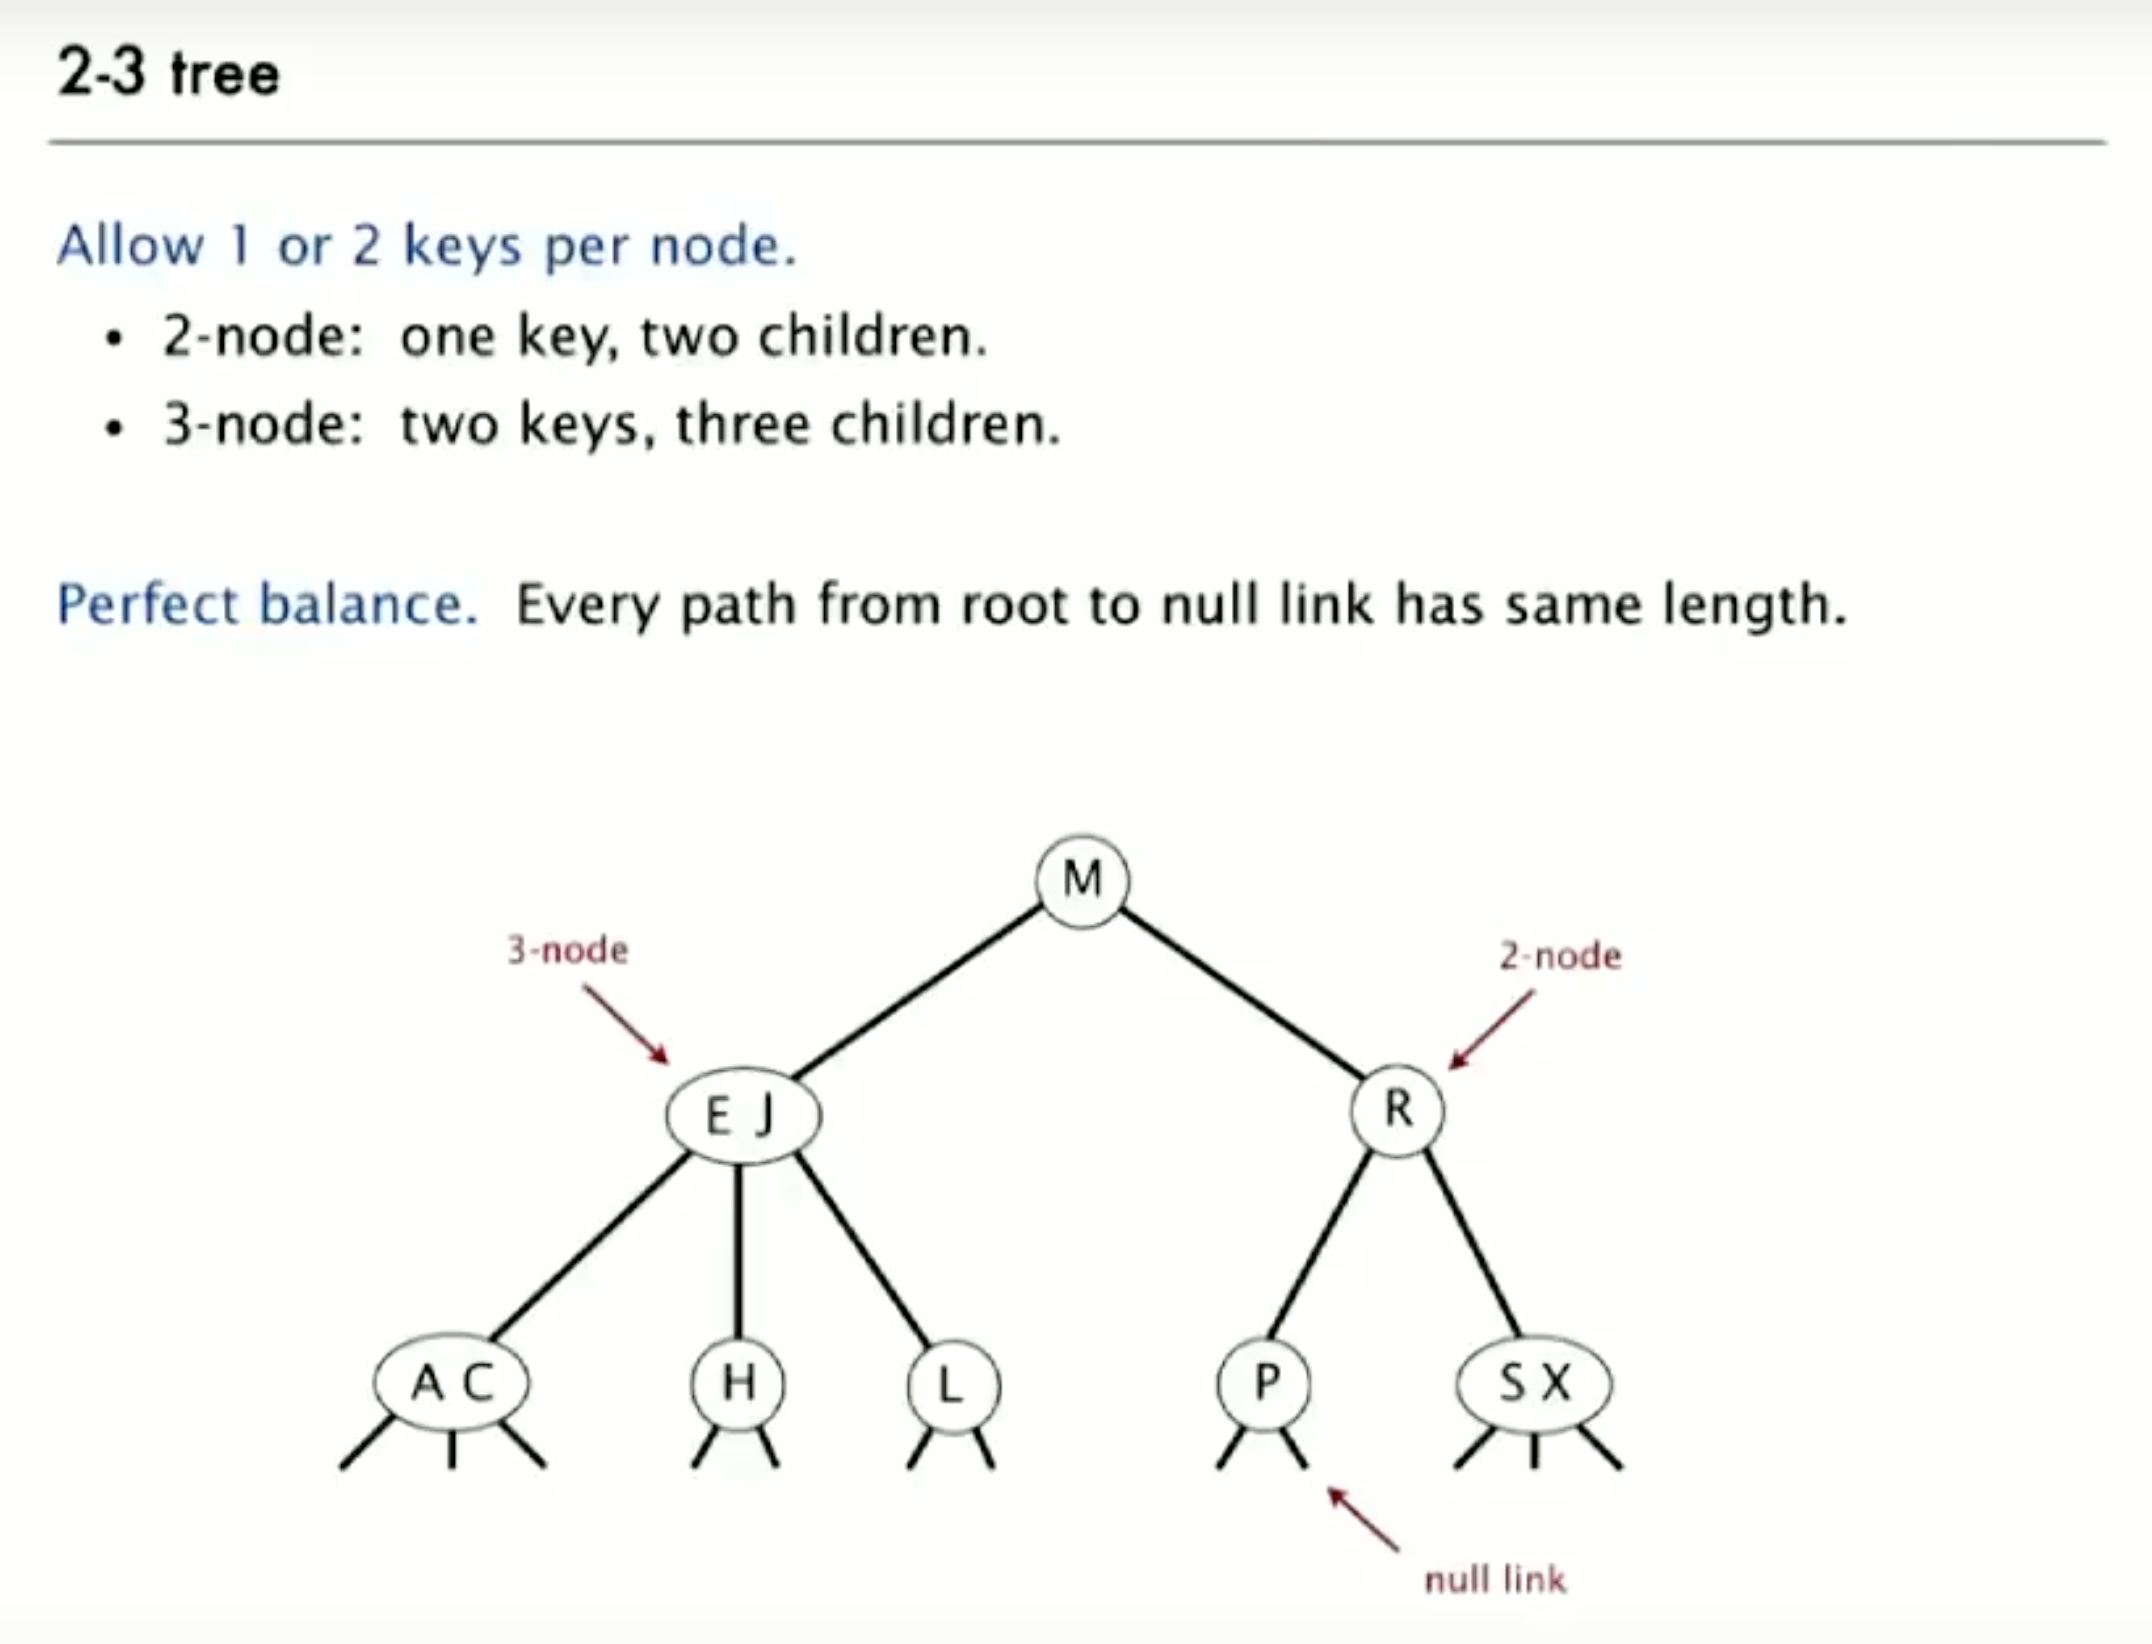 2-3 tree
Allow 1 or 2 keys per node.
• 2-node: one key, two children.
• 3-node: two keys, three children.
Perfect balance. Every path from root to null link has same length.
M
3-node
2-node
E J
R
A C
H
L
P
S X
null link